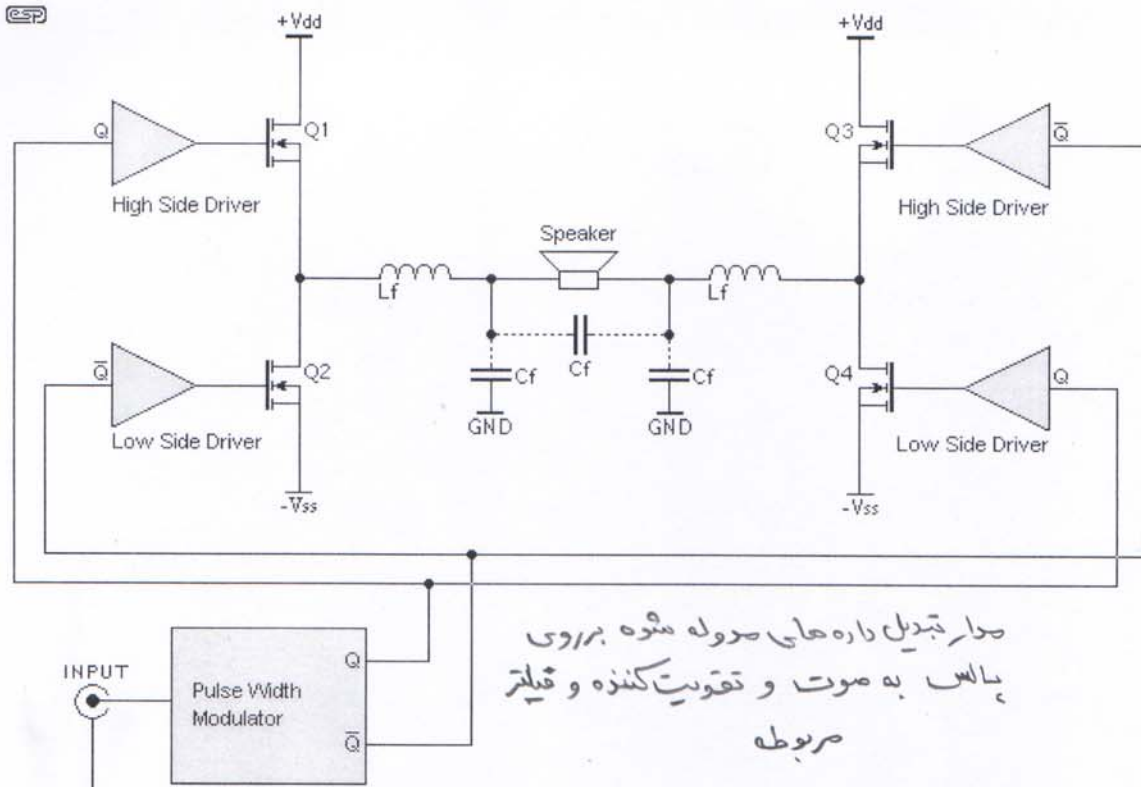 ESP
+Vdd
+Vdd
Q
Q1
Q3
Q̅
High Side Driver
High Side Driver
Speaker
Lf
Lf
Cf
Q̅
Q2
Cf
Cf
Q4
Q
GND
GND
Low Side Driver
Low Side Driver
-Vss
-Vss
INPUT
Q
Pulse Width
Modulator
Q̅
مدار تبدیل داده های مدوله شده برروی
پالس به صوت و تقویت کننده و فیلتر
مربوطه